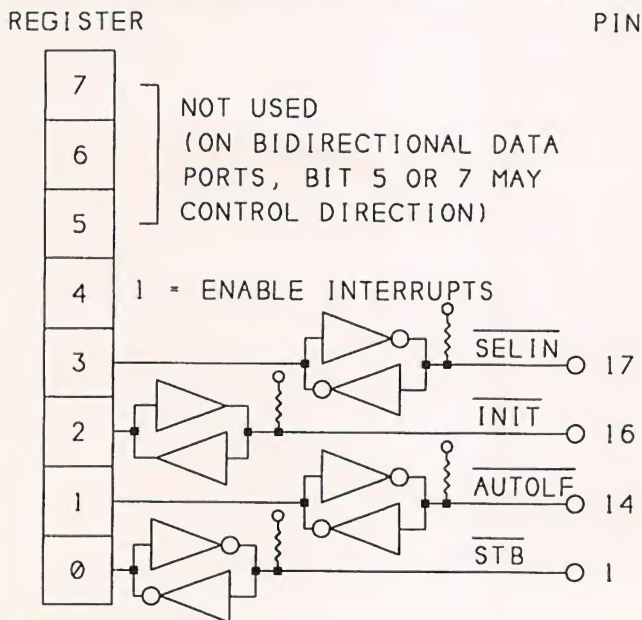 REGISTER PIN
7
NOT USED
(ON BIDIRECTIONAL DATA
6
PORTS, BIT 5 OR 7 MAY
CONTROL DIRECTION)
5
4 1 = ENABLE INTERRUPTS
3 SELIN 17
2 INIT 16
1 AUTOLF 14
0 STB 1